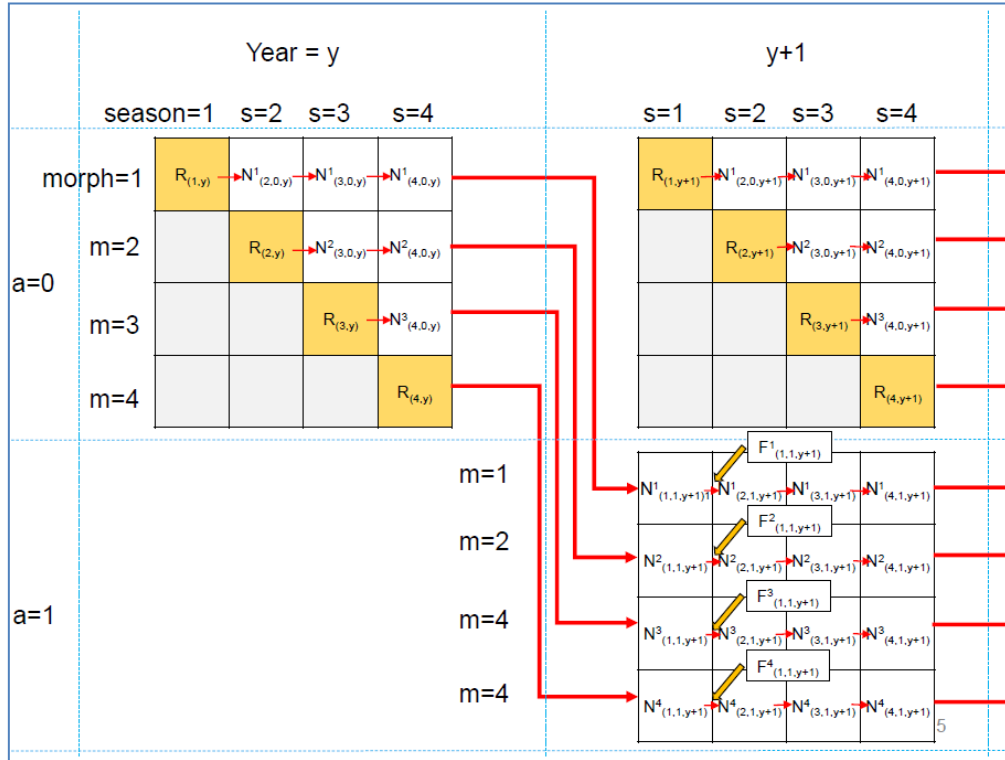 Year = y y+1
season=1 s=2 s=3 s=4 s=1 s=2 s=3 s=4
morph=1 R(1,y) N1(2,0,y) N1(3,0,y) N1(4,0,y) R(1,y+1) N1(2,0,y+1) N1(3,0,y+1) N1(4,0,y+1)
m=2 R(2,y) N2(3,0,y) N2(4,0,y) R(2,y+1) N2(3,0,y+1) N2(4,0,y+1)
a=0
m=3 R(3,y) N3(4,0,y) R(3,y+1) N3(4,0,y+1)
m=4 R(4,y) R(4,y+1)
F1(1,1,y+1)
m=1 N1(1,1,y+1)1 N1(2,1,y+1) N1(3,1,y+1) N1(4,1,y+1)
F2(1,1,y+1)
m=2 N2(1,1,y+1) N2(2,1,y+1) N2(3,1,y+1) N2(4,1,y+1)
F3(1,1,y+1)
a=1
m=4 N3(1,1,y+1) N3(2,1,y+1) N3(3,1,y+1) N3(4,1,y+1)
F4(1,1,y+1)
m=4 N4(1,1,y+1) N4(2,1,y+1) N4(3,1,y+1) N4(4,1,y+1)
5